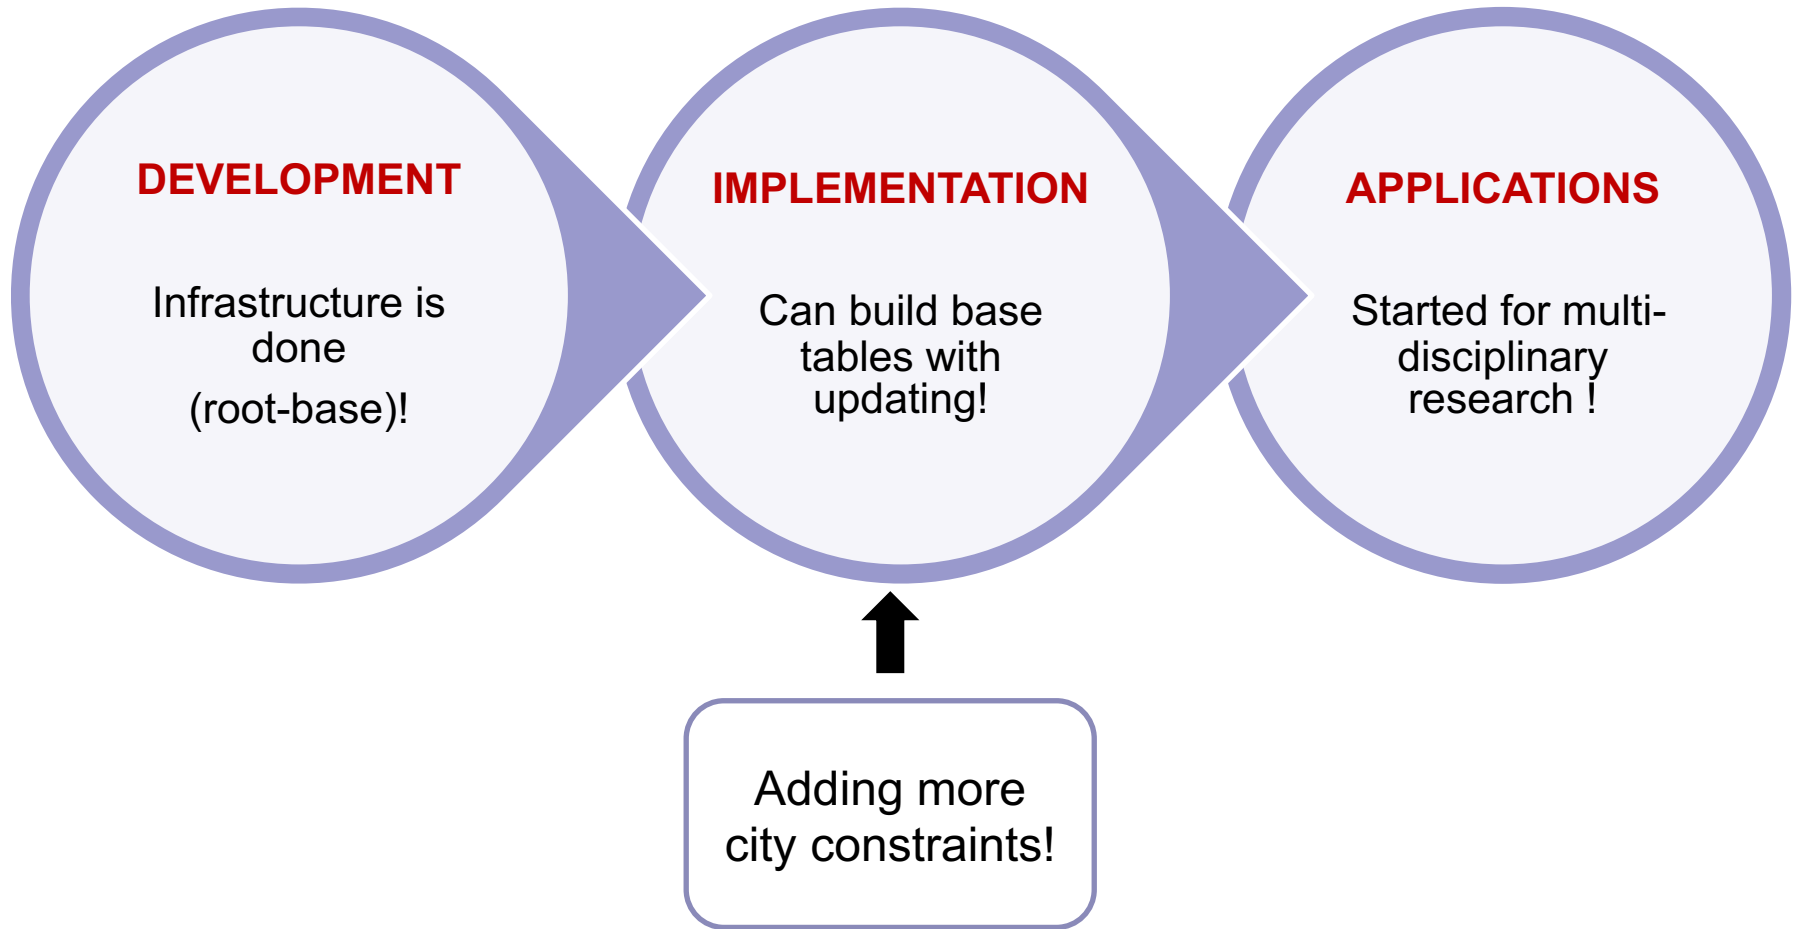 DEVELOPMENT
Infrastructure is
done
(root-base)!
IMPLEMENTATION
Can build base
tables with
updating!
APPLICATIONS
Started for multi-
disciplinary
research !
Adding more
city constraints!